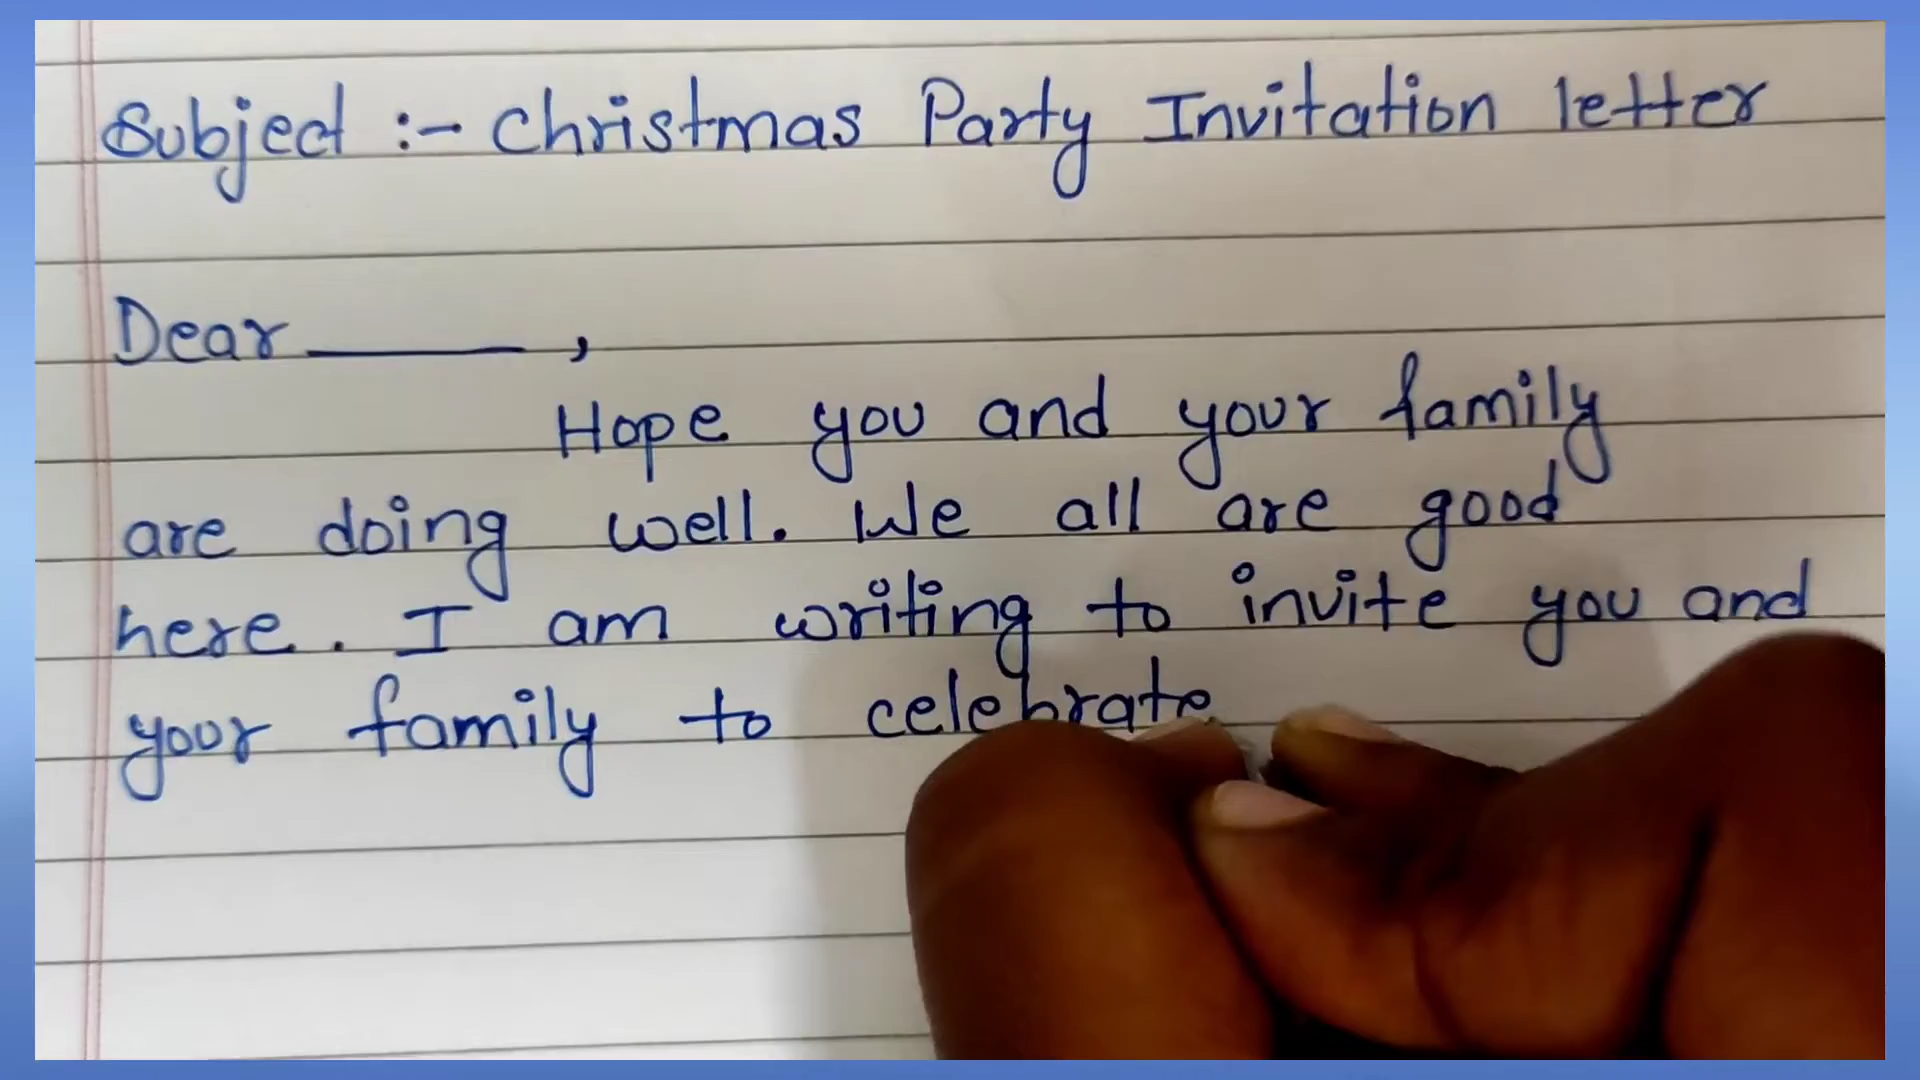 Subject :- Christmas Party Invitation letter
Dear ______ ,
Hope you and your family
are doing well. We all are good
here. I am writing to invite you and
your family to celebrate